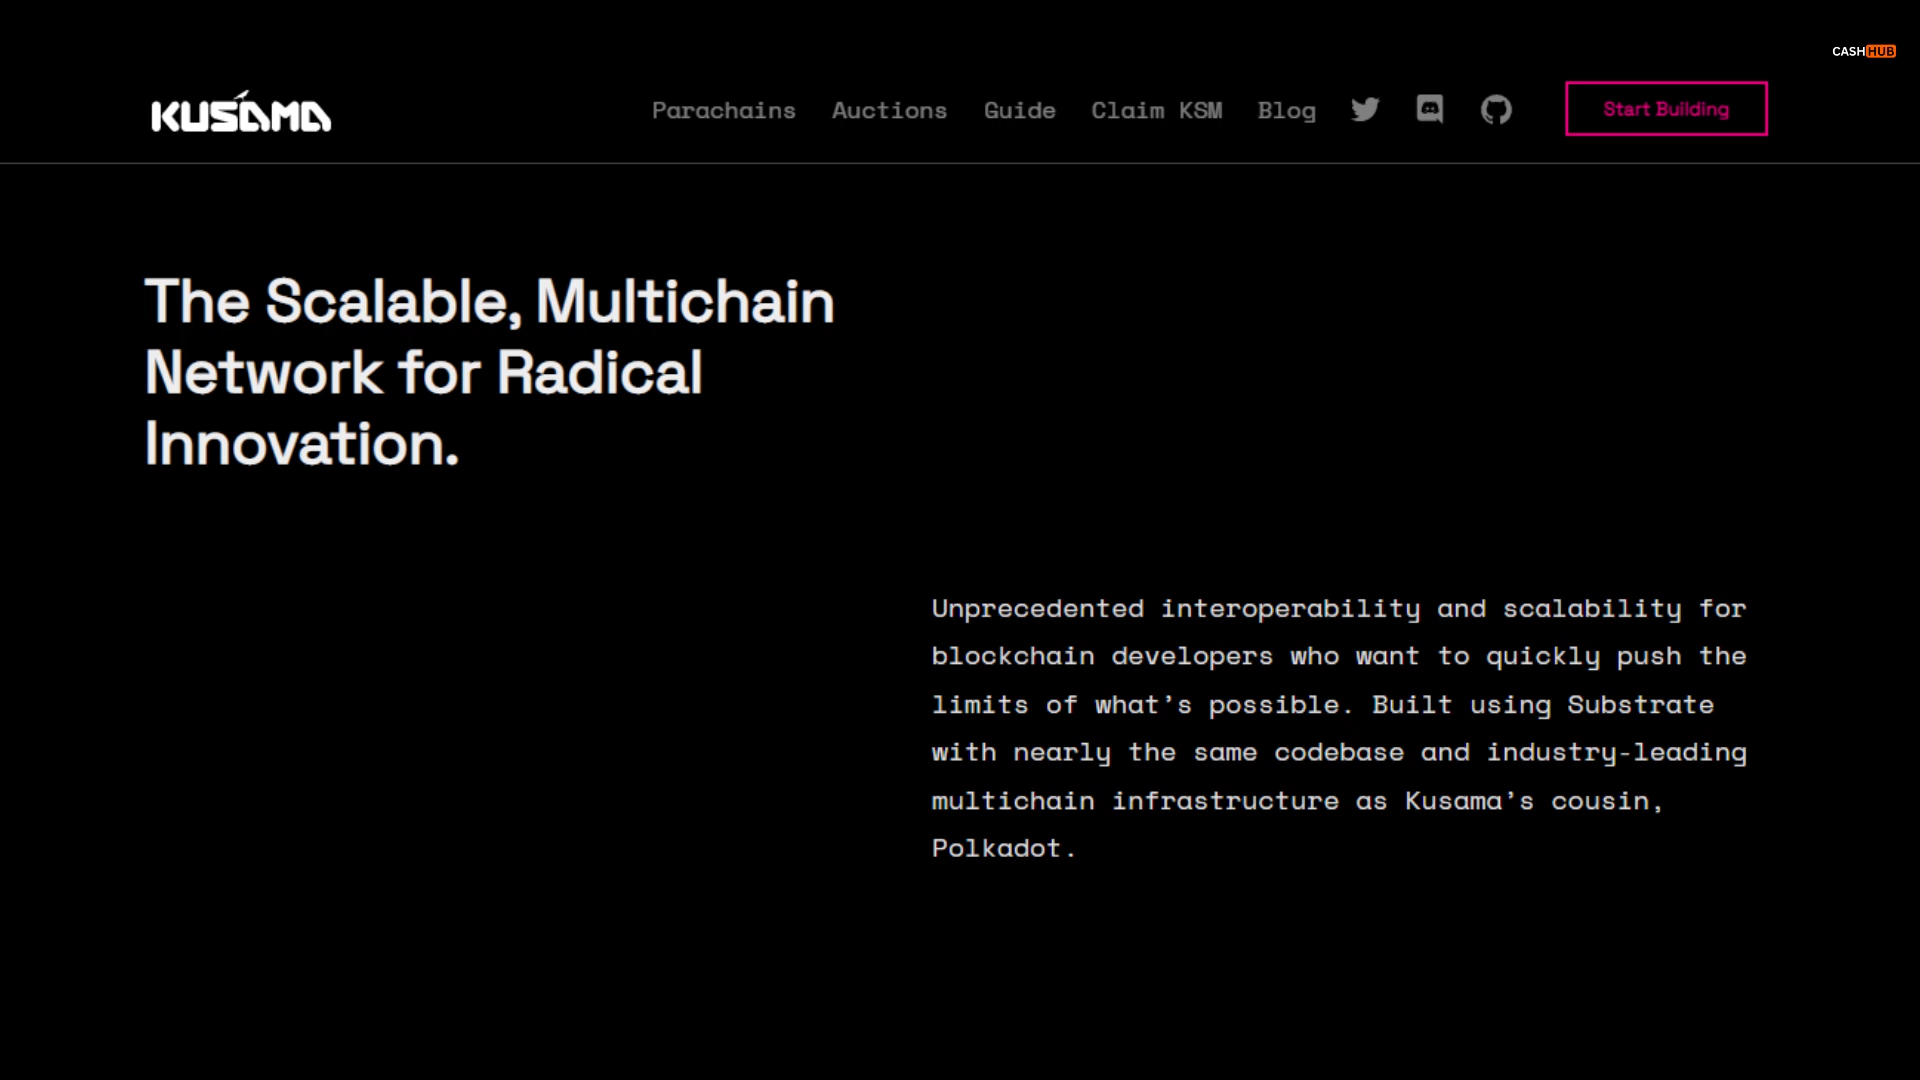 CASHHUB
KUSAMA
Parachains Auctions Guide Claim KSM Blog Start Building
The Scalable, Multichain
Network for Radical
Innovation.
Unprecedented interoperability and scalability for
blockchain developers who want to quickly push the
limits of what’s possible. Built using Substrate
with nearly the same codebase and industry-leading
multichain infrastructure as Kusama’s cousin,
Polkadot.